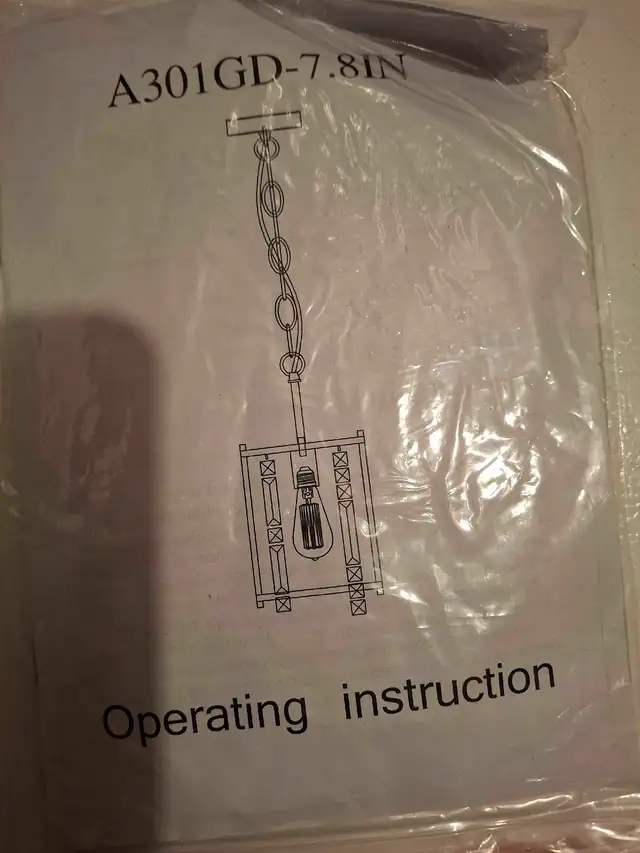 A301GD-7.8IN
Operating instruction